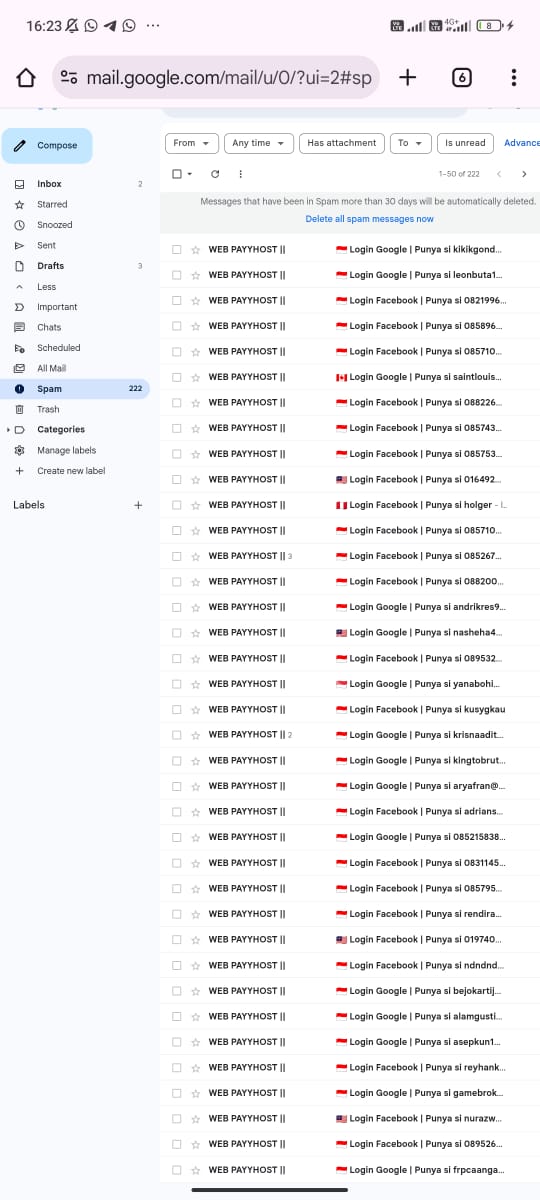 16:23
4G+
8
mail.google.com/mail/u/0/?ui=2#sp
6
Compose
Inbox 2
Starred
Snoozed
Sent
Drafts 3
Less
Important
Chats
Scheduled
All Mail
Spam 222
Trash
Categories
Manage labels
Create new label
Labels
From Any time Has attachment To Is unread Advance
1–50 of 222
Messages that have been in Spam more than 30 days will be automatically deleted.
Delete all spam messages now
WEB PAYYHOST || Login Google | Punya si kikikgond...
WEB PAYYHOST || Login Google | Punya si leonbuta1...
WEB PAYYHOST || Login Facebook | Punya si 0821996...
WEB PAYYHOST || Login Facebook | Punya si 085896...
WEB PAYYHOST || Login Facebook | Punya si 085710...
WEB PAYYHOST || Login Google | Punya si saintlouis...
WEB PAYYHOST || Login Facebook | Punya si 088226...
WEB PAYYHOST || Login Facebook | Punya si 085743...
WEB PAYYHOST || Login Facebook | Punya si 085753...
WEB PAYYHOST || Login Facebook | Punya si 016492...
WEB PAYYHOST || Login Facebook | Punya si holger -
WEB PAYYHOST || Login Facebook | Punya si 085710...
WEB PAYYHOST || 3 Login Facebook | Punya si 085267...
WEB PAYYHOST || Login Facebook | Punya si 088200...
WEB PAYYHOST || Login Google | Punya si andrikres9...
WEB PAYYHOST || Login Google | Punya si nasheha4...
WEB PAYYHOST || Login Facebook | Punya si 089532...
WEB PAYYHOST || Login Google | Punya si yanabohi...
WEB PAYYHOST || Login Facebook | Punya si kusygkau
WEB PAYYHOST || 2 Login Google | Punya si krisnaadit...
WEB PAYYHOST || Login Google | Punya si kingtobrut...
WEB PAYYHOST || Login Google | Punya si aryafran@...
WEB PAYYHOST || Login Facebook | Punya si adrians...
WEB PAYYHOST || Login Google | Punya si 085215838...
WEB PAYYHOST || Login Facebook | Punya si 0831145...
WEB PAYYHOST || Login Facebook | Punya si 085795...
WEB PAYYHOST || Login Facebook | Punya si rendira...
WEB PAYYHOST || Login Facebook | Punya si 019740...
WEB PAYYHOST || Login Facebook | Punya si ndndnd...
WEB PAYYHOST || Login Google | Punya si bejokartij...
WEB PAYYHOST || Login Google | Punya si alamgusti...
WEB PAYYHOST || Login Google | Punya si asepkun1...
WEB PAYYHOST || Login Facebook | Punya si reyhank...
WEB PAYYHOST || Login Google | Punya si gamebrok...
WEB PAYYHOST || Login Facebook | Punya si nurazw...
WEB PAYYHOST || Login Facebook | Punya si 089526...
WEB PAYYHOST || Login Google | Punya si frpcaanga...